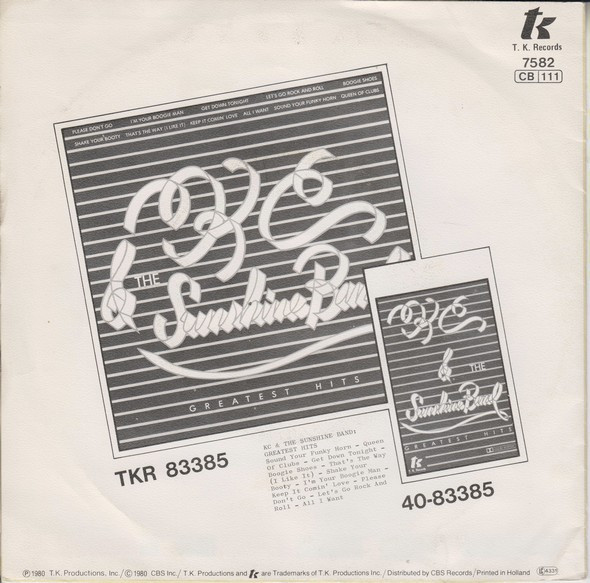 tk
T. K. Records
7582
CB 111
PLEASE DON'T GO I'M YOUR BOOGIE MAN GET DOWN TONIGHT LET'S GO ROCK AND ROLL BOOGIE SHOES
SHAKE YOUR BOOTY THAT'S THE WAY (I LIKE IT) KEEP IT COMIN' LOVE ALL I WANT SOUND YOUR FUNKY HORN QUEEN OF CLUBS
KC
& THE
Sunshine Band
GREATEST HITS
KC
& THE
Sunshine Band
GREATEST HITS
tk
TKR 83385
KC & THE SUNSHINE BAND:
GREATEST HITS
Sound Your Funky Horn - Queen
Of Clubs - Get Down Tonight -
Boogie Shoes - That's The Way
(I Like It) - Shake Your
Booty - I'm Your Boogie Man -
Keep It Comin' Love - Please
Don't Go - Let's Go Rock And
Roll - All I Want
40-83385
Ⓟ 1980 T.K. Productions, Inc./© 1980 CBS Inc./ T.K. Productions and tk are Trademarks of T.K. Productions Inc./ Distributed by CBS Records/Printed in Holland